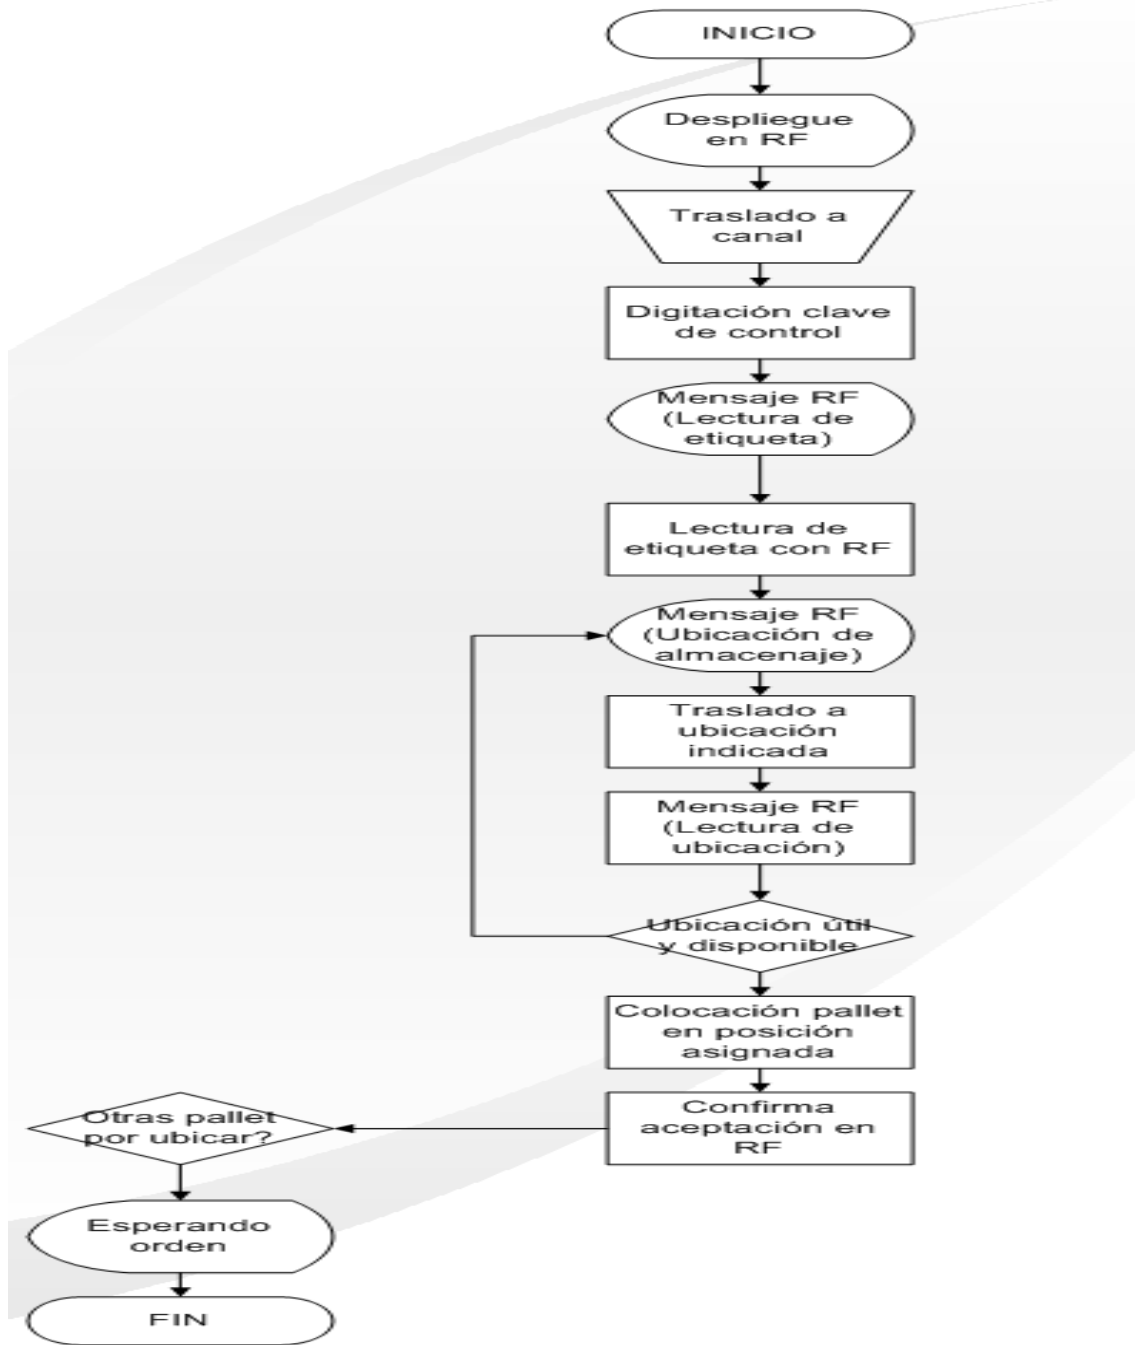 INICIO
Despliegue
en RF
Traslado a
canal
Digitación clave
de control
Mensaje RF
(Lectura de
etiqueta)
Lectura de
etiqueta con RF
Mensaje RF
(Ubicación de
almacenaje)
Traslado a
ubicación
indicada
Mensaje RF
(Lectura de
ubicación)
Ubicación útil
y disponible
Colocación pallet
en posición
asignada
Confirma
aceptación en
RF
Otras pallet
por ubicar?
Esperando
orden
FIN